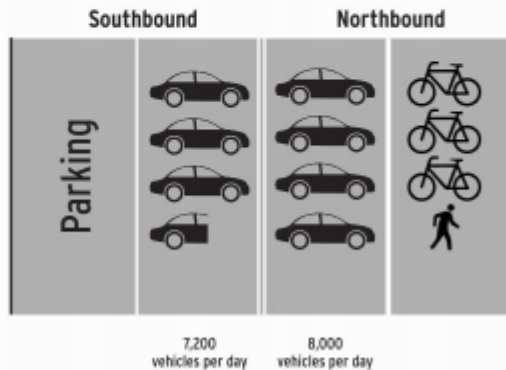 Southbound
Northbound
Parking
7,200
vehicles per day
8,000
vehicles per day